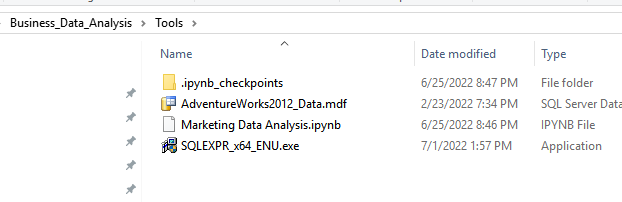 Business_Data_Analysis > Tools >
Name Date modified Type
.ipynb_checkpoints 6/25/2022 8:47 PM File folder
AdventureWorks2012_Data.mdf 2/23/2022 7:34 PM SQL Server Data
Marketing Data Analysis.ipynb 6/25/2022 8:46 PM IPYNB File
SQLEXPR_x64_ENU.exe 7/1/2022 1:57 PM Application